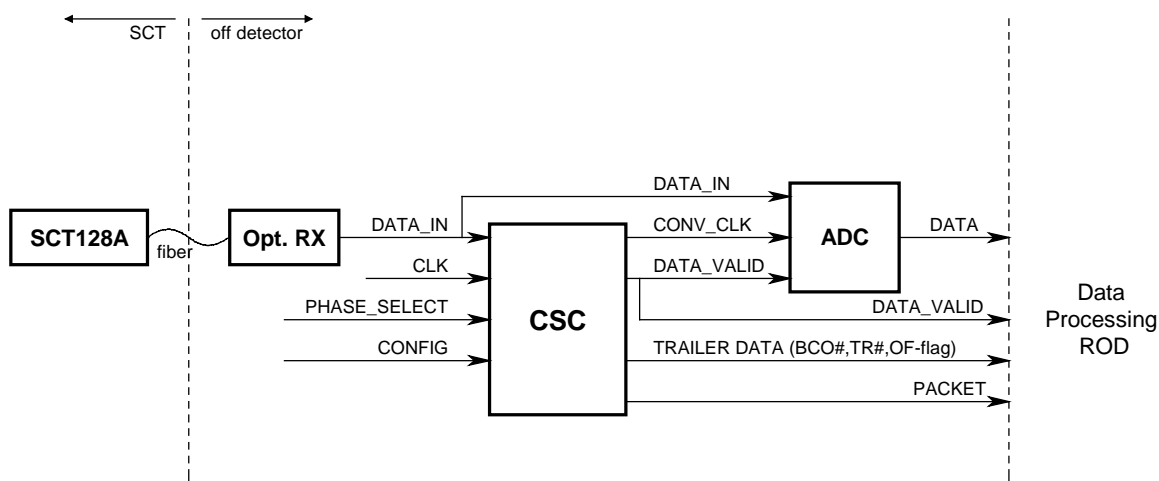 SCT
off detector
DATA_IN
SCT128A
fiber
Opt. RX
DATA_IN
CONV_CLK
ADC
DATA
CLK
DATA_VALID
PHASE_SELECT
CSC
DATA_VALID
Data
Processing
ROD
CONFIG
TRAILER DATA (BCO#,TR#,OF-flag)
PACKET